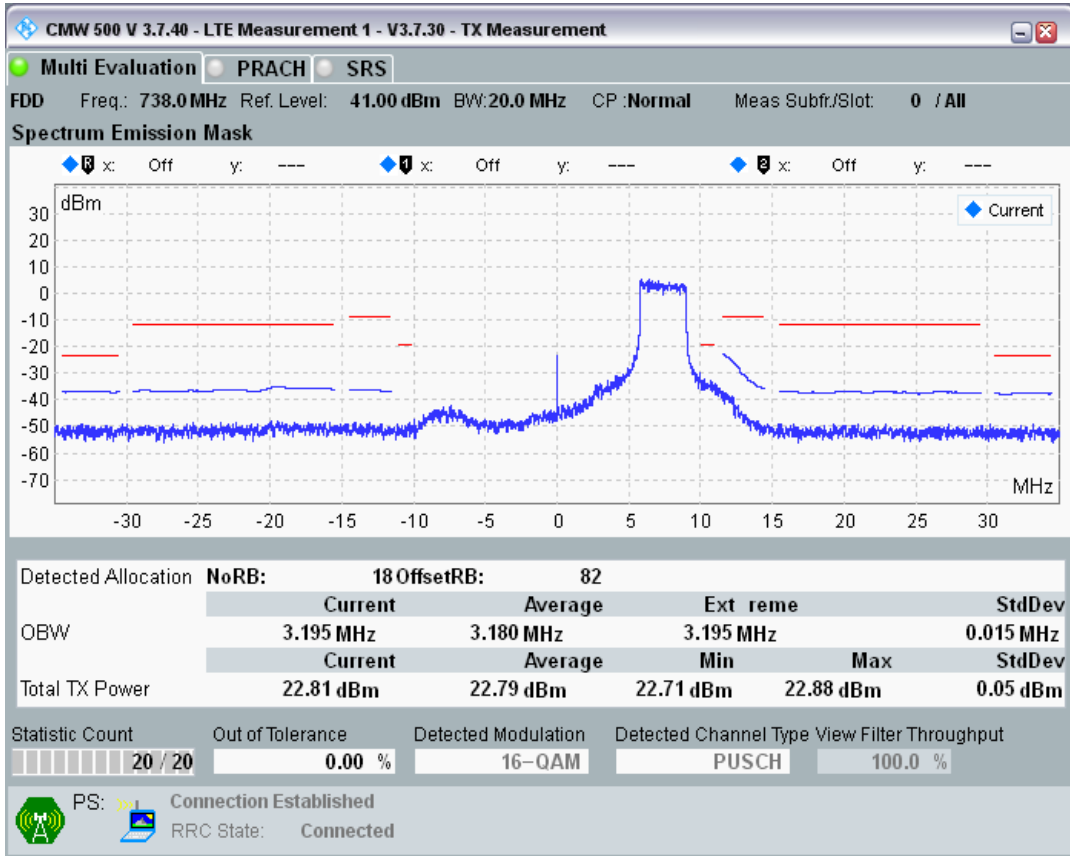 CMW 500 V 3.7.40 - LTE Measurement 1 - V3.7.30 - TX Measurement
Multi Evaluation PRACH SRS
FDD Freq.: 738.0 MHz Ref. Level: 41.00 dBm BW:20.0 MHz CP :Normal Meas Subfr./Slot: 0 / All
Spectrum Emission Mask
R x: Off y: --- 1 x: Off y: --- 2 x: Off y: ---
dBm
Current
30
20
10
0
-10
-20
-30
-40
-50
-60
-70
MHz
-30 -25 -20 -15 -10 -5 0 5 10 15 20 25 30
Detected Allocation NoRB: 18 OffsetRB: 82
Current Average Ext reme StdDev
OBW 3.195 MHz 3.180 MHz 3.195 MHz 0.015 MHz
Current Average Min Max StdDev
Total TX Power 22.81 dBm 22.79 dBm 22.71 dBm 22.88 dBm 0.05 dBm
Statistic Count Out of Tolerance Detected Modulation Detected Channel Type View Filter Throughput
20 / 20 0.00 % 16-QAM PUSCH 100.0 %
PS: Connection Established
RRC State: Connected